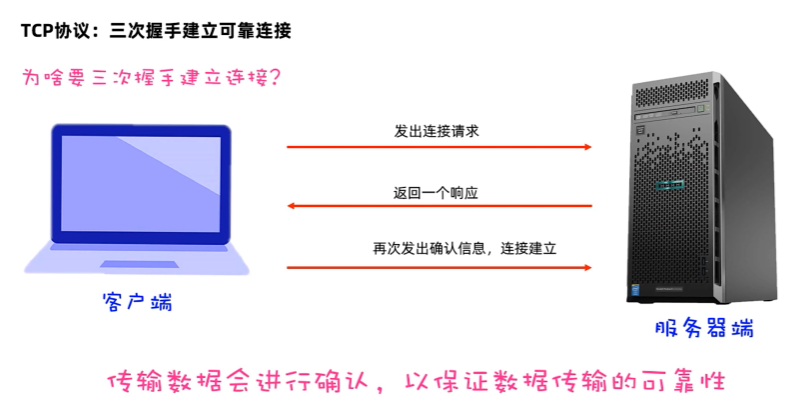 TCP协议：三次握手建立可靠连接
为啥要三次握手建立连接？
发出连接请求
返回一个响应
再次发出确认信息，连接建立
客户端
服务器端
传输数据会进行确认，以保证数据传输的可靠性